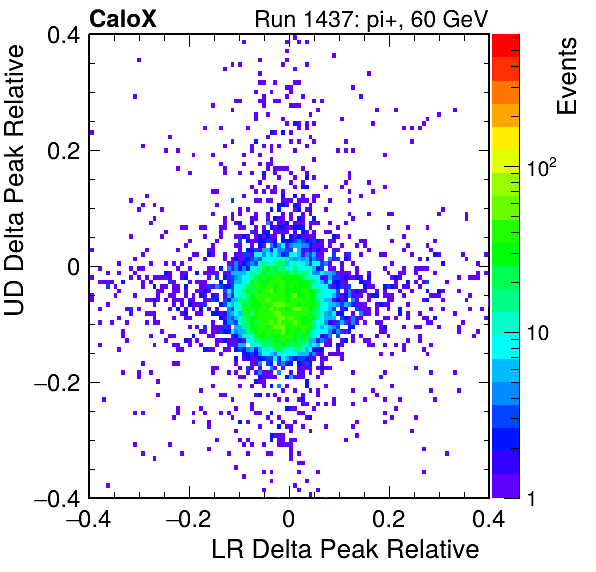 CaloX Run 1437: pi+, 60 GeV
Events
UD Delta Peak Relative
0.4
0.2
0
−0.2
−0.4
−0.4 −0.2 0 0.2 0.4
LR Delta Peak Relative
10²
10
1